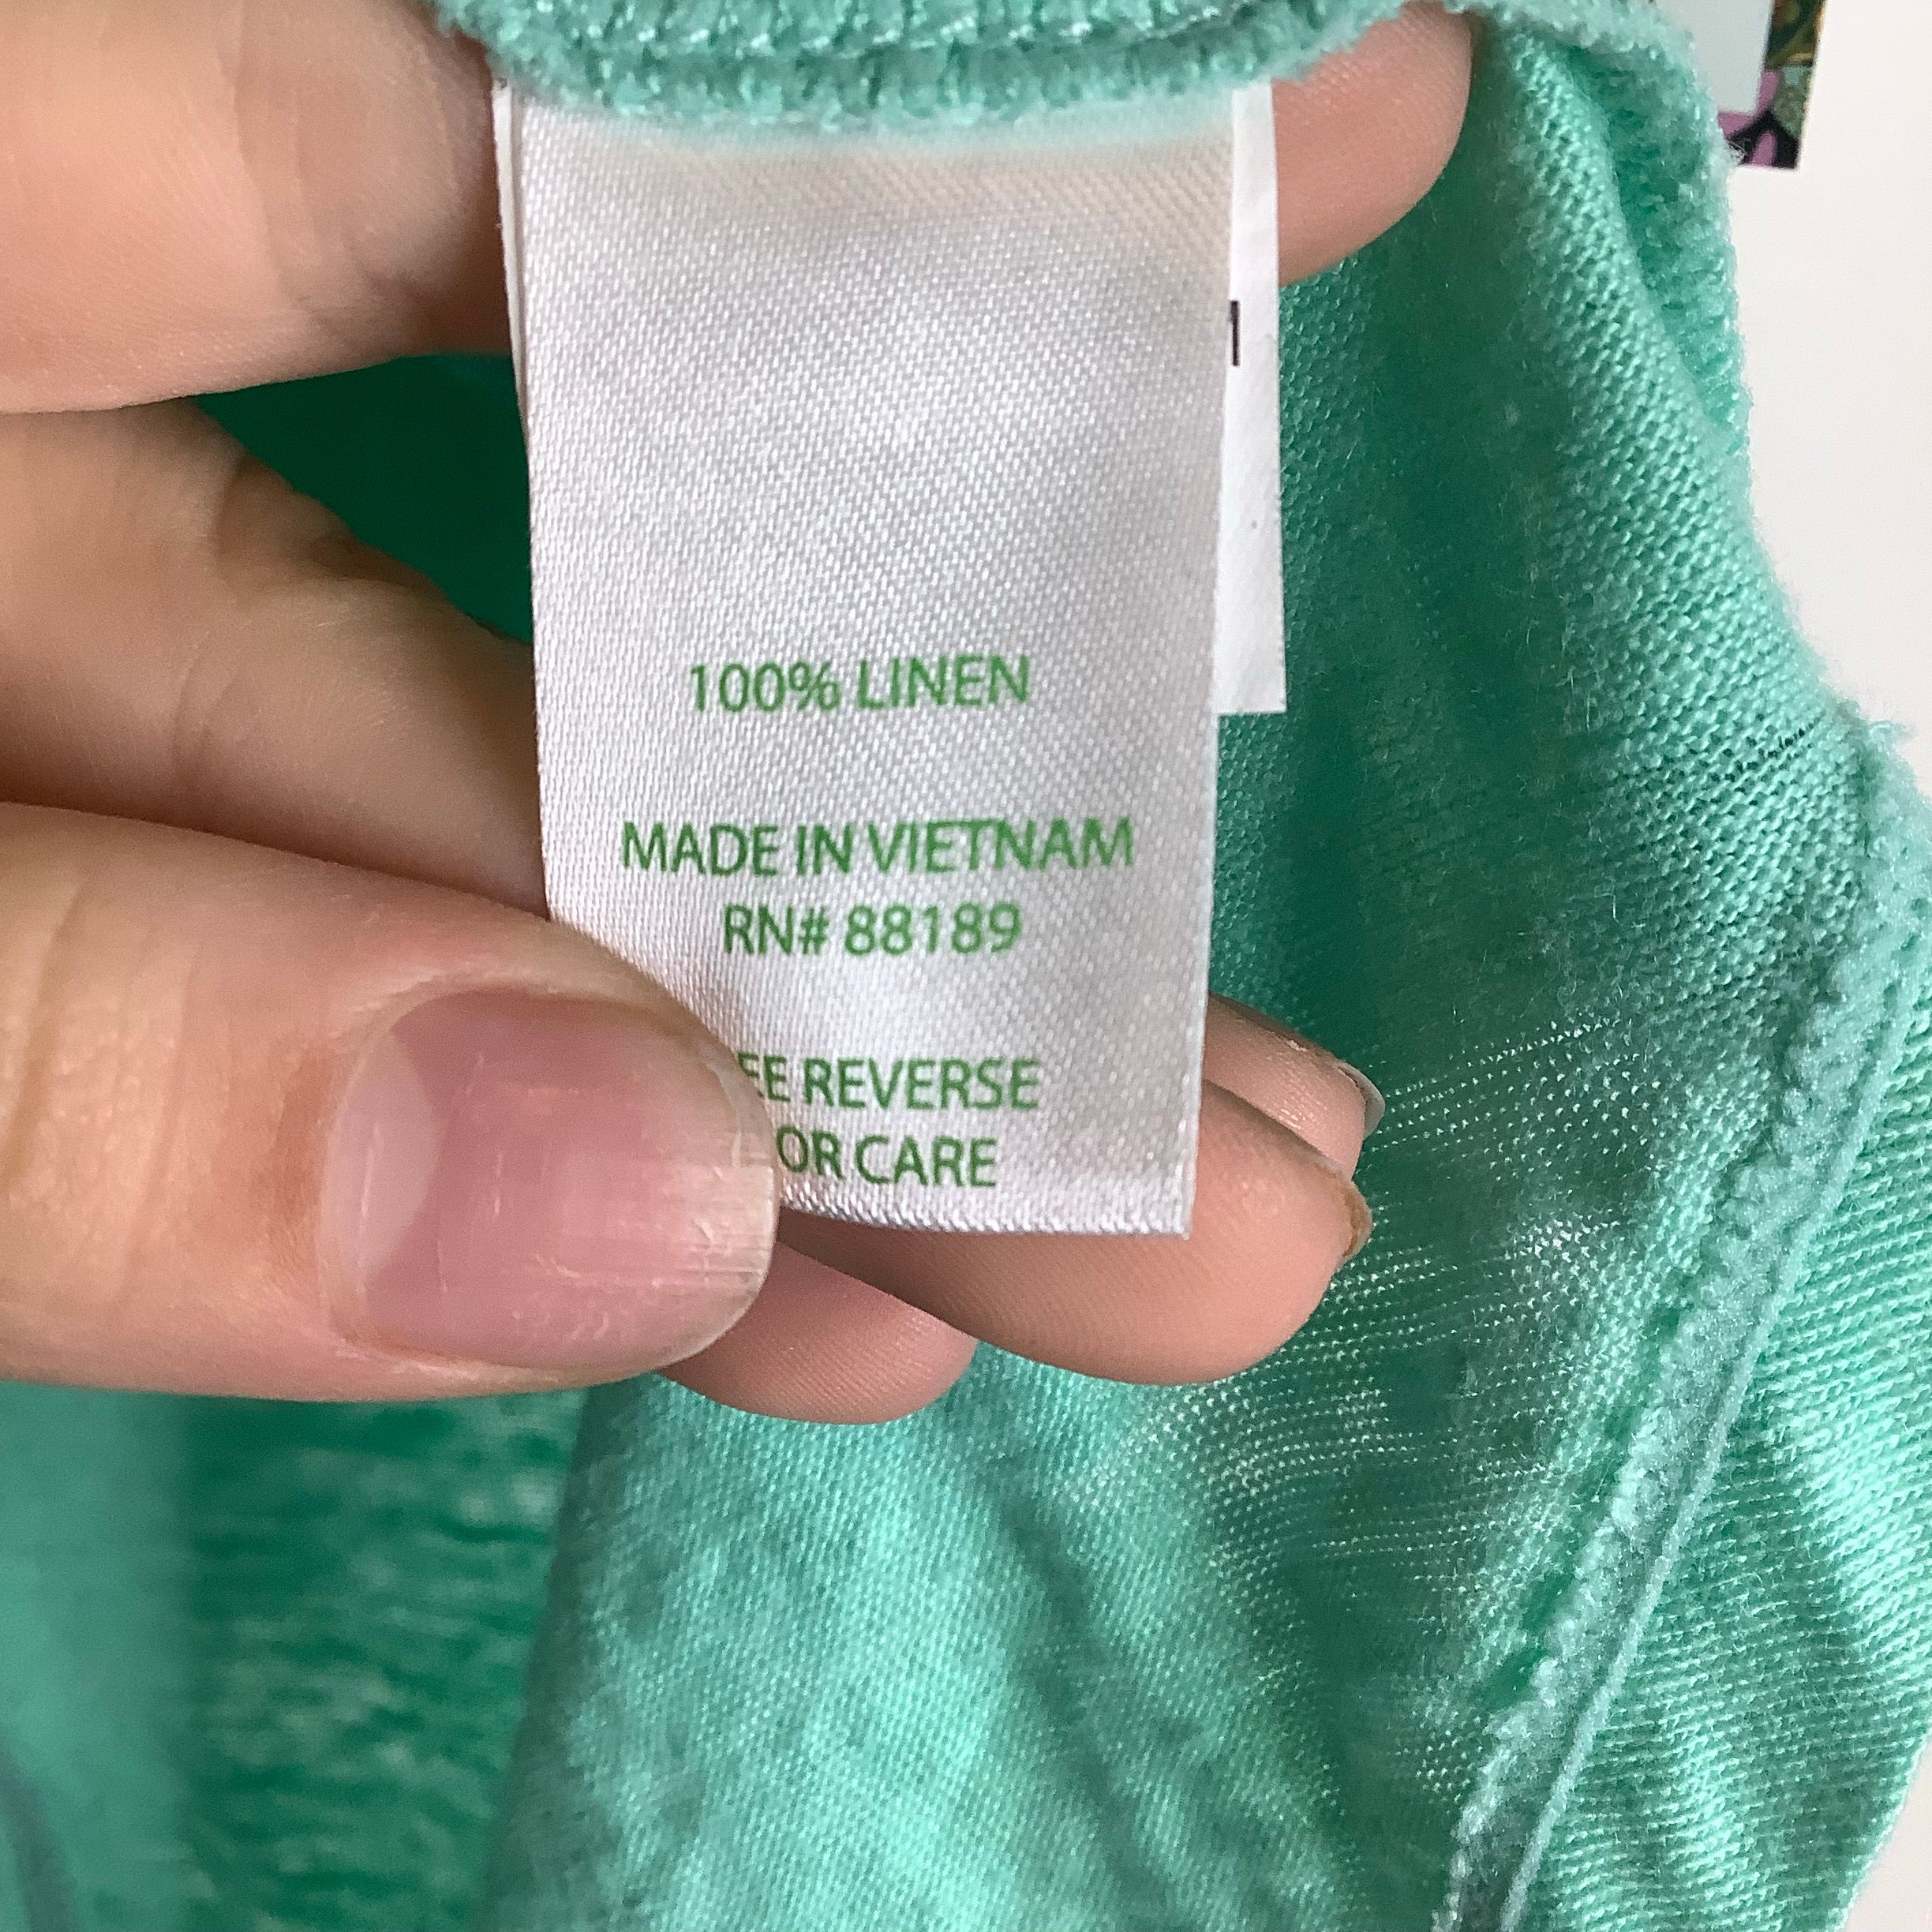 100% LINEN
MADE IN VIETNAM
RN# 88189
EE REVERSE
OR CARE